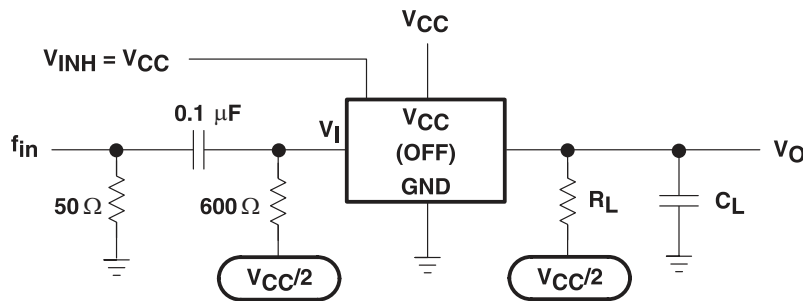 VCC
VINH = VCC
0.1 µF
fin
VI
VCC
(OFF)
GND
VO
50 Ω
600 Ω
RL
CL
VCC/2
VCC/2